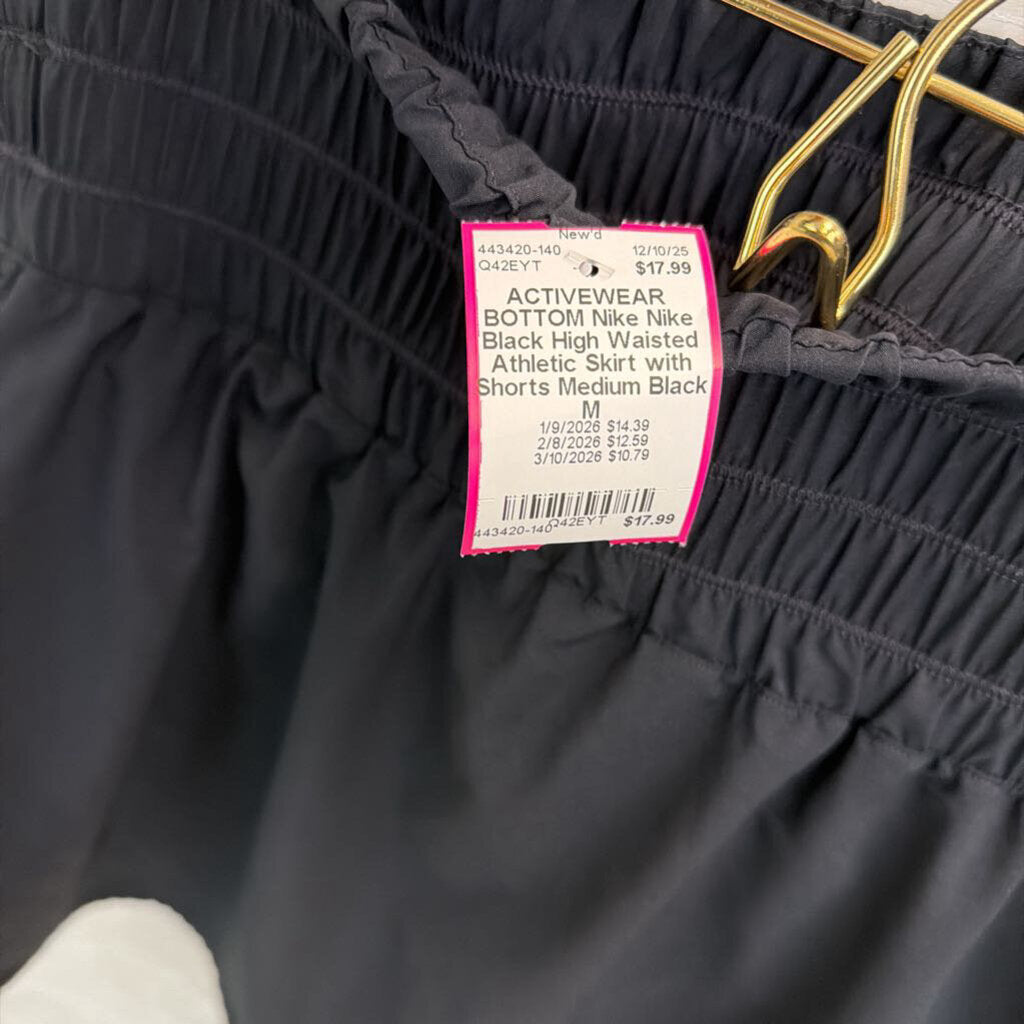 New'd
443420-140 12/10/25
Q42EYT $17.99
ACTIVEWEAR
BOTTOM Nike Nike
Black High Waisted
Athletic Skirt with
Shorts Medium Black
M
1/9/2026 $14.39
2/8/2026 $12.59
3/10/2026 $10.79
443420-140 Q42EYT $17.99